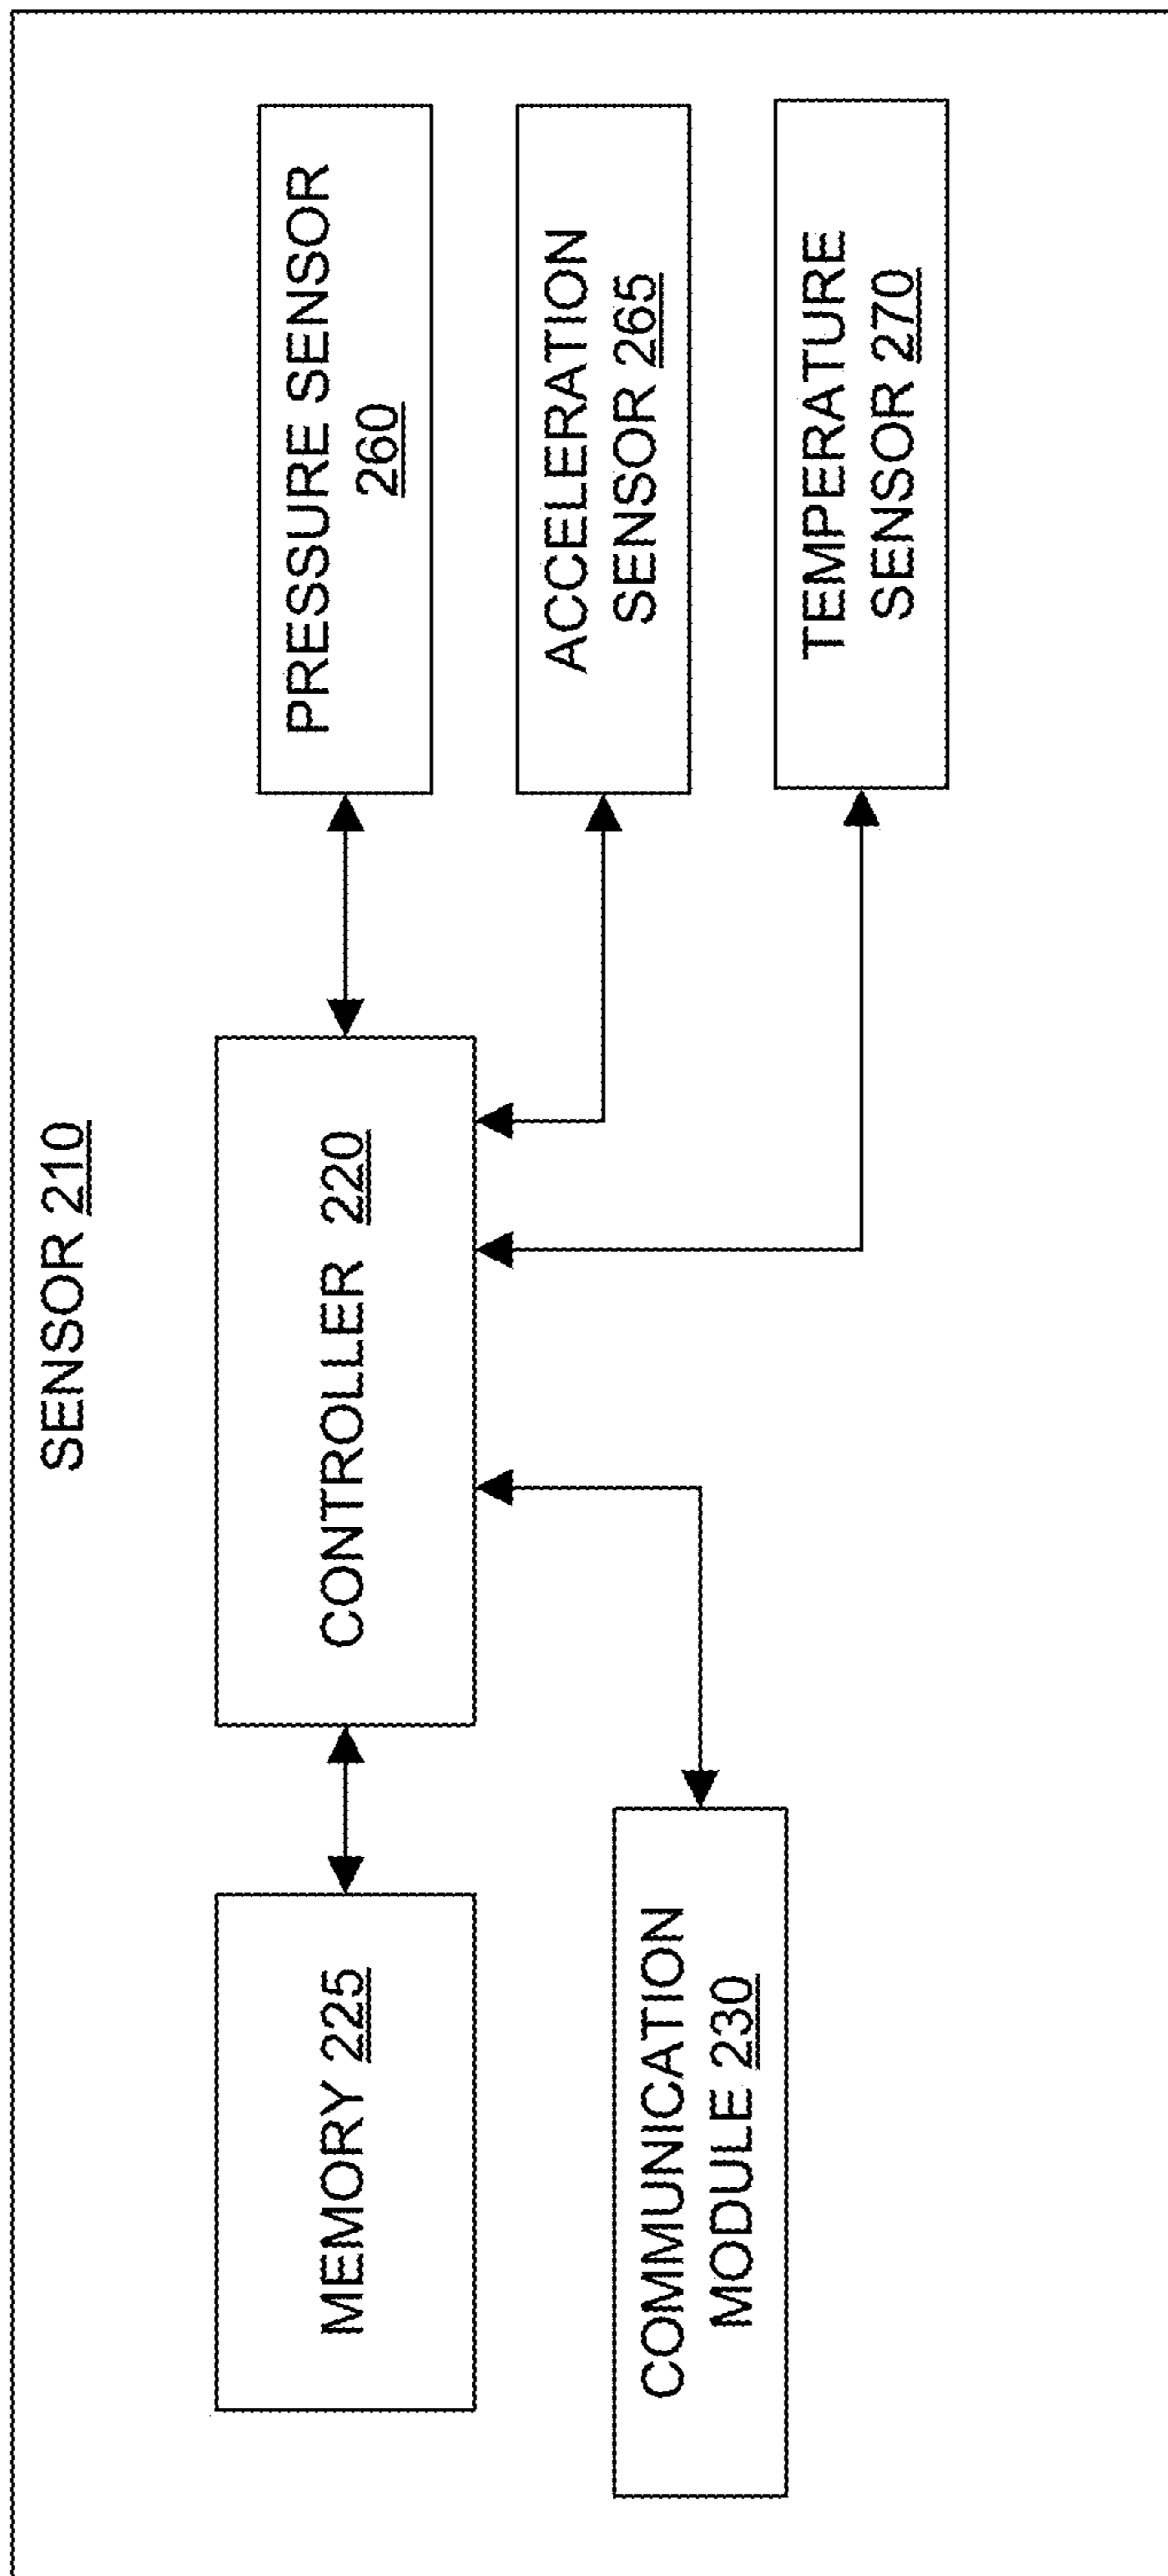 SENSOR 210
MEMORY 225
CONTROLLER 220
PRESSURE SENSOR
260
COMMUNICATION
MODULE 230
ACCELERATION
SENSOR 265
TEMPERATURE
SENSOR 270